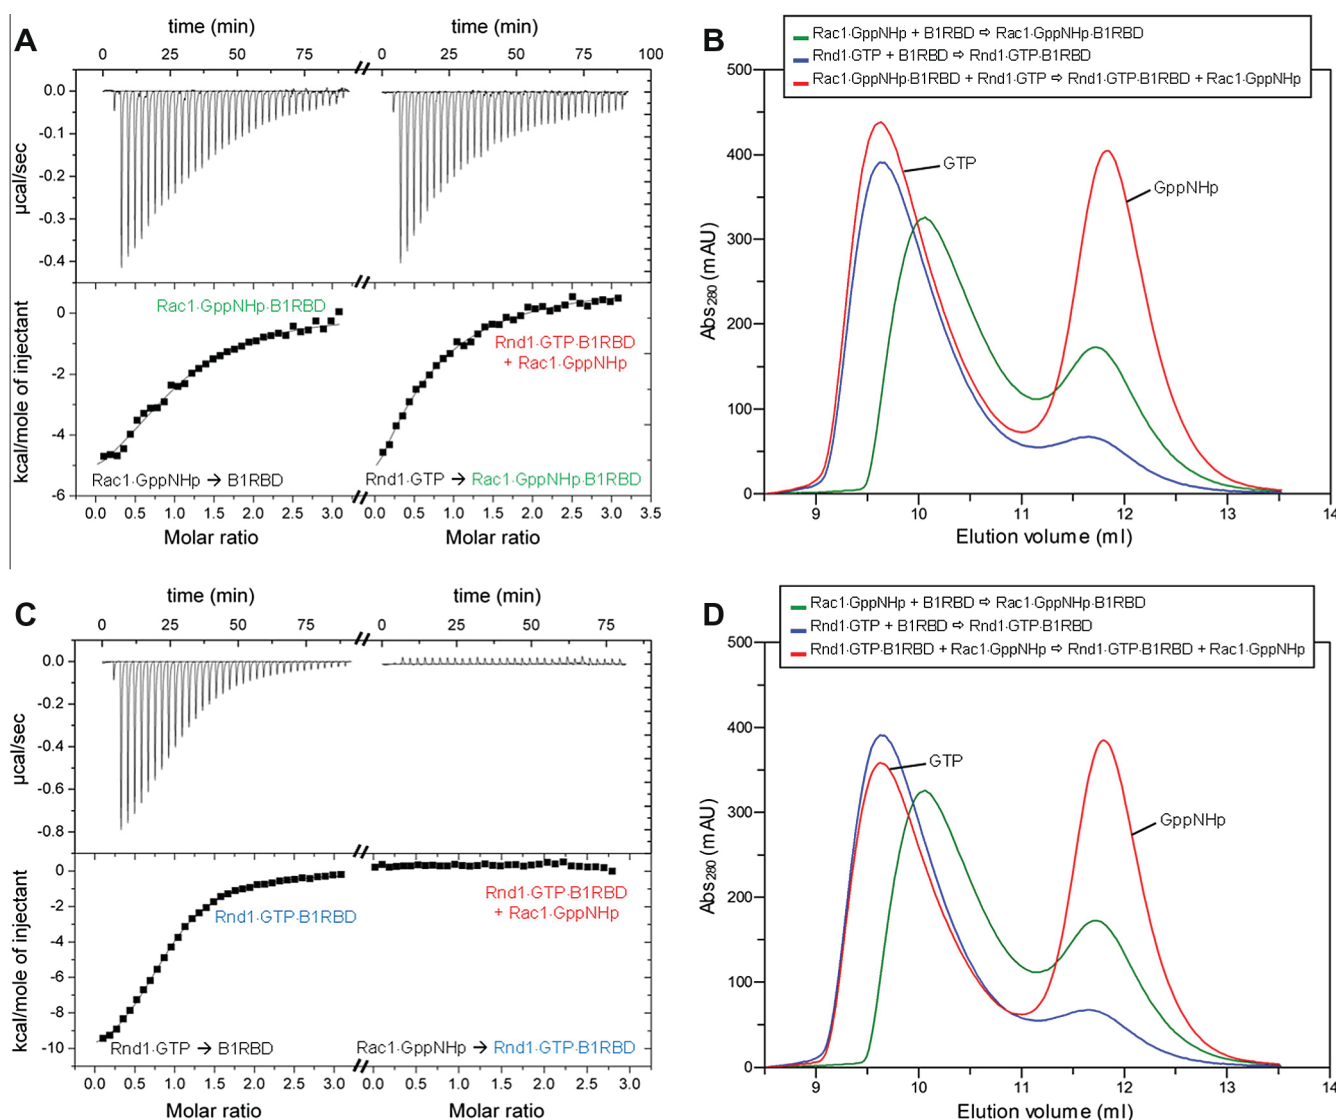 A
time (min)
0 25 50 75
time (min)
0 25 50 75 100
0.0
-0.1
-0.2
-0.3
-0.4
µcal/sec
0
-2
-4
-6
kcal/mole of injectant
Rac1·GppNHp·B1RBD
Rac1·GppNHp → B1RBD
Rnd1·GTP·B1RBD
+ Rac1·GppNHp
Rnd1·GTP → Rac1·GppNHp·B1RBD
0.0 0.5 1.0 1.5 2.0 2.5 3.0
0.0 0.5 1.0 1.5 2.0 2.5 3.0 3.5
Molar ratio
Molar ratio
B
Rac1·GppNHp + B1RBD ⇨ Rac1·GppNHp·B1RBD
Rnd1·GTP + B1RBD ⇨ Rnd1·GTP·B1RBD
Rac1·GppNHp·B1RBD + Rnd1·GTP ⇨ Rnd1·GTP·B1RBD + Rac1·GppNHp
500
400
300
200
100
0
Abs280 (mAU)
GTP
GppNHp
9 10 11 12 13 14
Elution volume (ml)
C
time (min)
0 25 50 75
time (min)
0 25 50 75
0.0
-0.2
-0.4
-0.6
-0.8
µcal/sec
0
-2
-4
-6
-8
-10
kcal/mole of injectant
Rnd1·GTP·B1RBD
Rnd1·GTP → B1RBD
Rnd1·GTP·B1RBD
+ Rac1·GppNHp
Rac1·GppNHp → Rnd1·GTP·B1RBD
0.0 0.5 1.0 1.5 2.0 2.5 3.0
0.0 0.5 1.0 1.5 2.0 2.5 3.0
Molar ratio
Molar ratio
D
Rac1·GppNHp + B1RBD ⇨ Rac1·GppNHp·B1RBD
Rnd1·GTP + B1RBD ⇨ Rnd1·GTP·B1RBD
Rnd1·GTP·B1RBD + Rac1·GppNHp ⇨ Rnd1·GTP·B1RBD + Rac1·GppNHp
500
400
300
200
100
0
Abs280 (mAU)
GTP
GppNHp
9 10 11 12 13 14
Elution volume (ml)